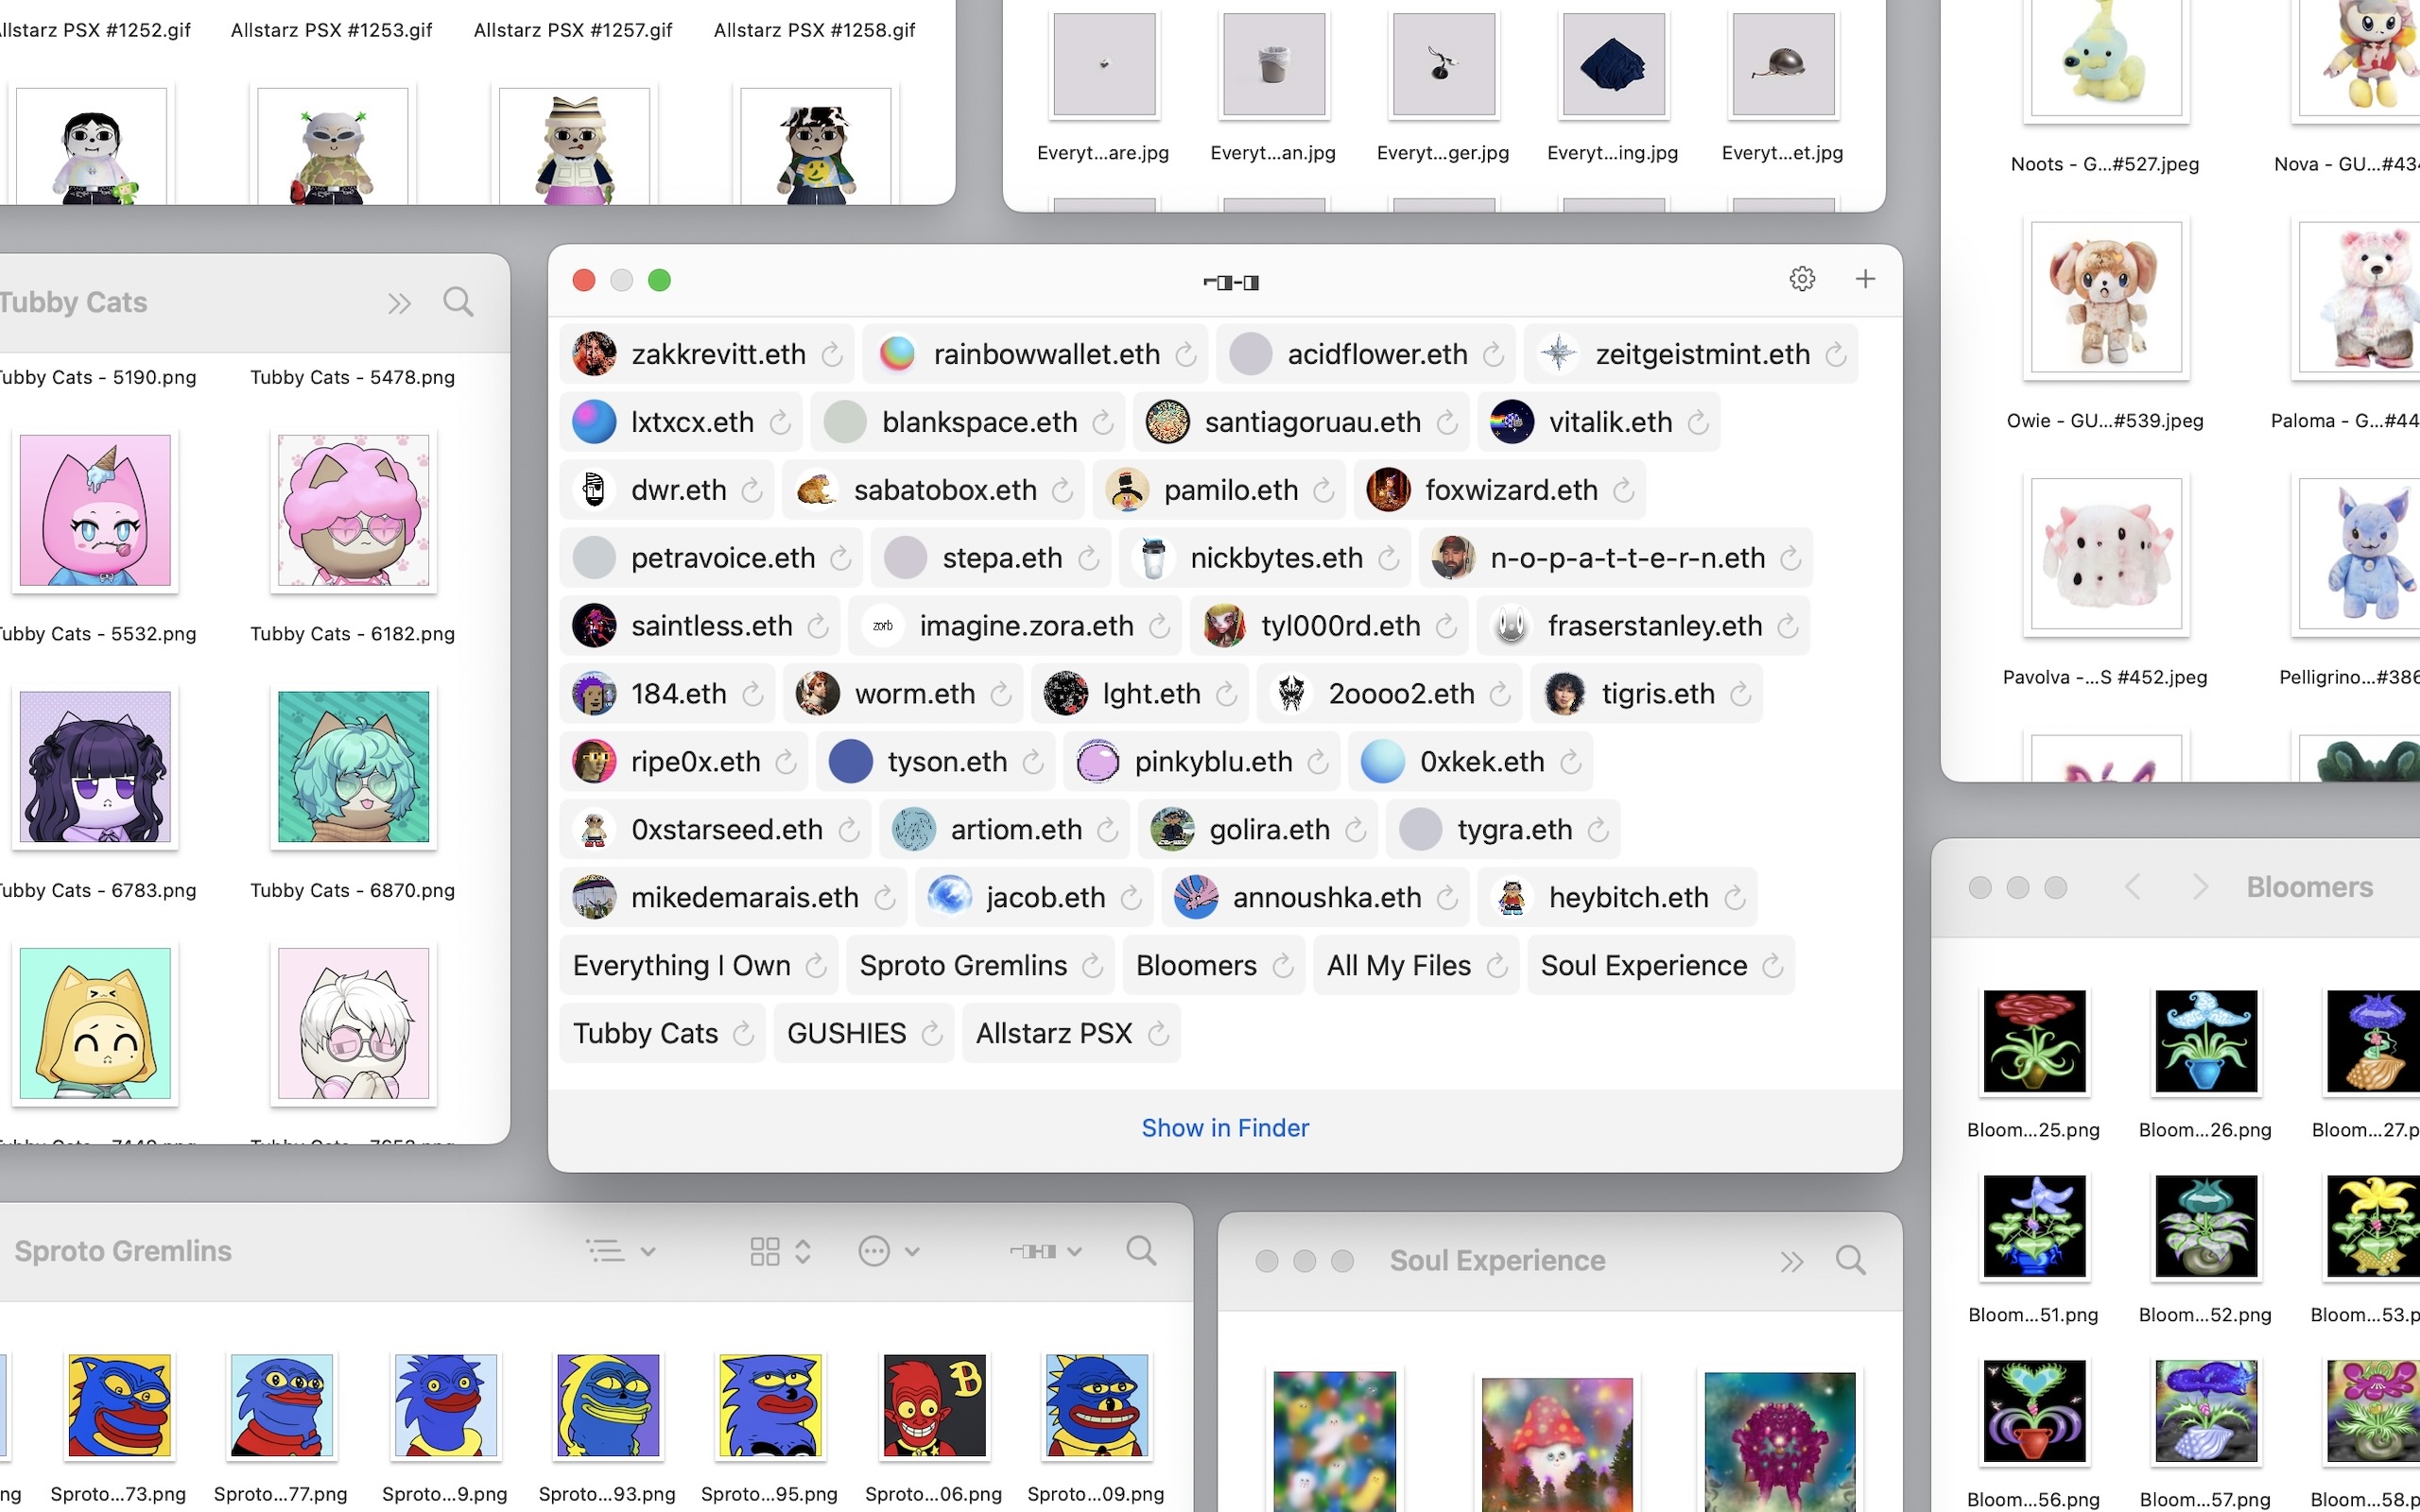 Allstarz PSX #1252.gif Allstarz PSX #1253.gif Allstarz PSX #1257.gif Allstarz PSX #1258.gif
Everyt...are.jpg Everyt...an.jpg Everyt...ger.jpg Everyt...ing.jpg Everyt...et.jpg
Noots - G...#527.jpeg Nova - GU...#43
Owie - GU...#539.jpeg Paloma - G...#44
Pavolva -...S #452.jpeg Pelligrino...#386
Tubby Cats
Tubby Cats - 5190.png Tubby Cats - 5478.png
Tubby Cats - 5532.png Tubby Cats - 6182.png
Tubby Cats - 6783.png Tubby Cats - 6870.png
zakkrevitt.eth rainbowwallet.eth acidflower.eth zeitgeistmint.eth
lxtxcx.eth blankspace.eth santiagoruau.eth vitalik.eth
dwr.eth sabatobox.eth pamilo.eth foxwizard.eth
petravoice.eth stepa.eth nickbytes.eth n-o-p-a-t-t-e-r-n.eth
saintless.eth zorb imagine.zora.eth tyl000rd.eth fraserstanley.eth
184.eth worm.eth lght.eth 2oooo2.eth tigris.eth
ripe0x.eth tyson.eth pinkyblu.eth 0xkek.eth
0xstarseed.eth artiom.eth golira.eth tygra.eth
mikedemarais.eth jacob.eth annoushka.eth heybitch.eth
Everything I Own Sproto Gremlins Bloomers All My Files Soul Experience
Tubby Cats GUSHIES Allstarz PSX
Show in Finder
Bloomers
Bloom...25.png Bloom...26.png Bloom...27.p
Bloom...51.png Bloom...52.png Bloom...53.p
Bloom...56.png Bloom...57.png Bloom...58.p
Sproto Gremlins
B
ng Sproto...73.png Sproto...77.png Sproto...9.png Sproto...93.png Sproto...95.png Sproto...06.png Sproto...09.png
Soul Experience